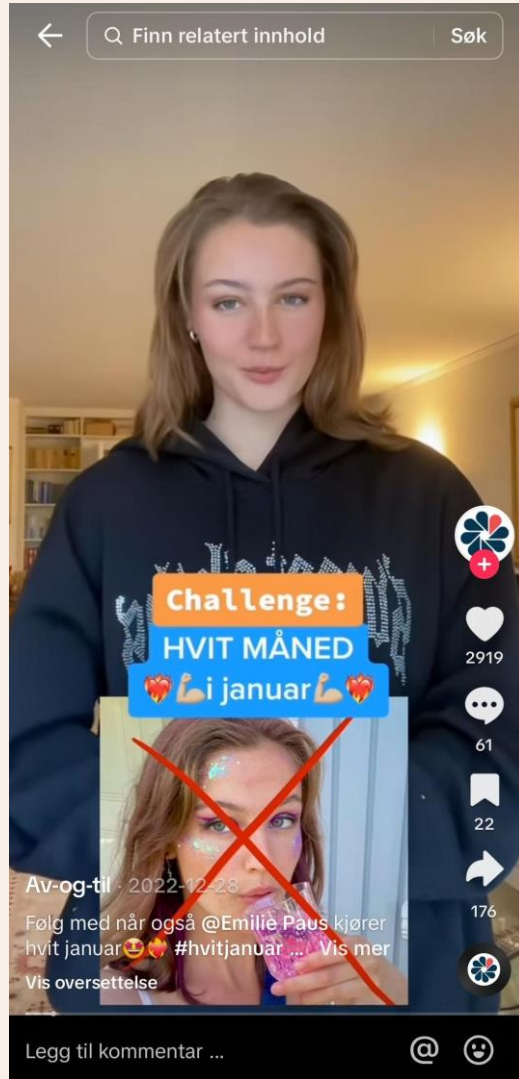 Finn relatert innhold
Søk
Challenge:
HVIT MÅNED
❤️‍🔥💪🏼i januar💪🏼❤️‍🔥
2919
61
22
176
Av-og-til · 2022-12-28
Følg med når også @Emilie Paus kjører
hvit januar🤩❤️‍🔥 #hvitjanuar ... Vis mer
Vis oversettelse
Legg til kommentar ...